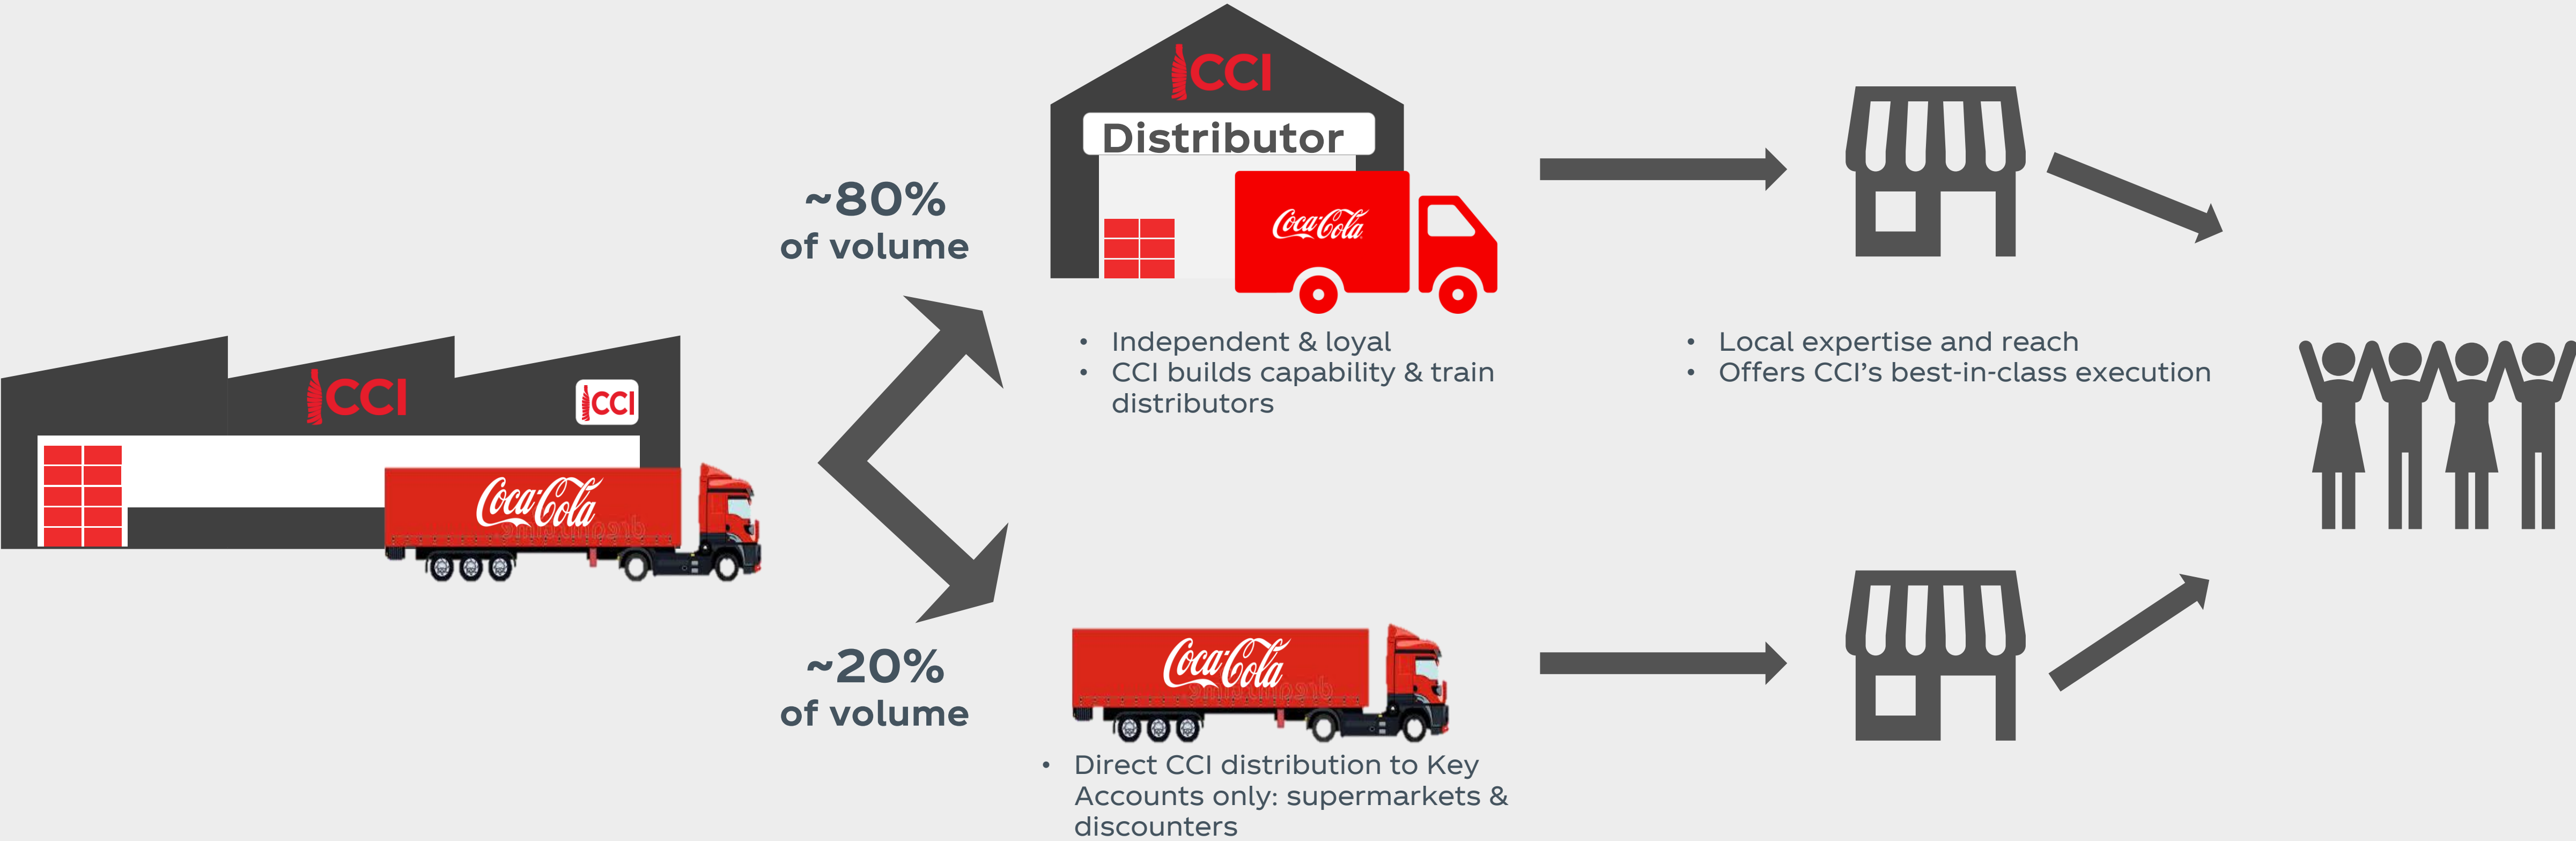 CCI
Distributor
~80%
of volume
Coca-Cola
• Independent & loyal
• CCI builds capability & train
distributors
• Local expertise and reach
• Offers CCI's best-in-class execution
CCI
CCI
Coca-Cola
~20%
of volume
Coca-Cola
• Direct CCI distribution to Key
Accounts only: supermarkets &
discounters